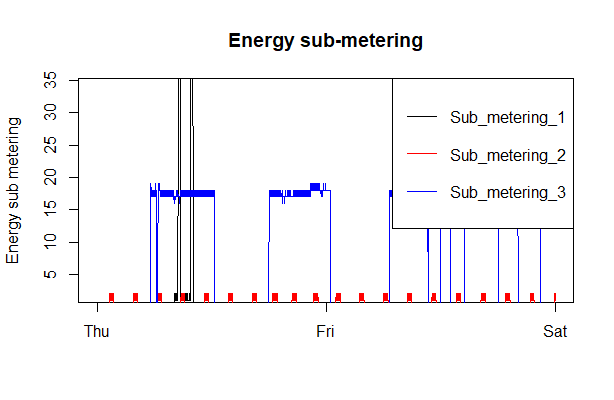 Energy sub-metering
Energy sub metering
35
30
25
20
15
10
5
Sub_metering_1
Sub_metering_2
Sub_metering_3
Thu
Fri
Sat